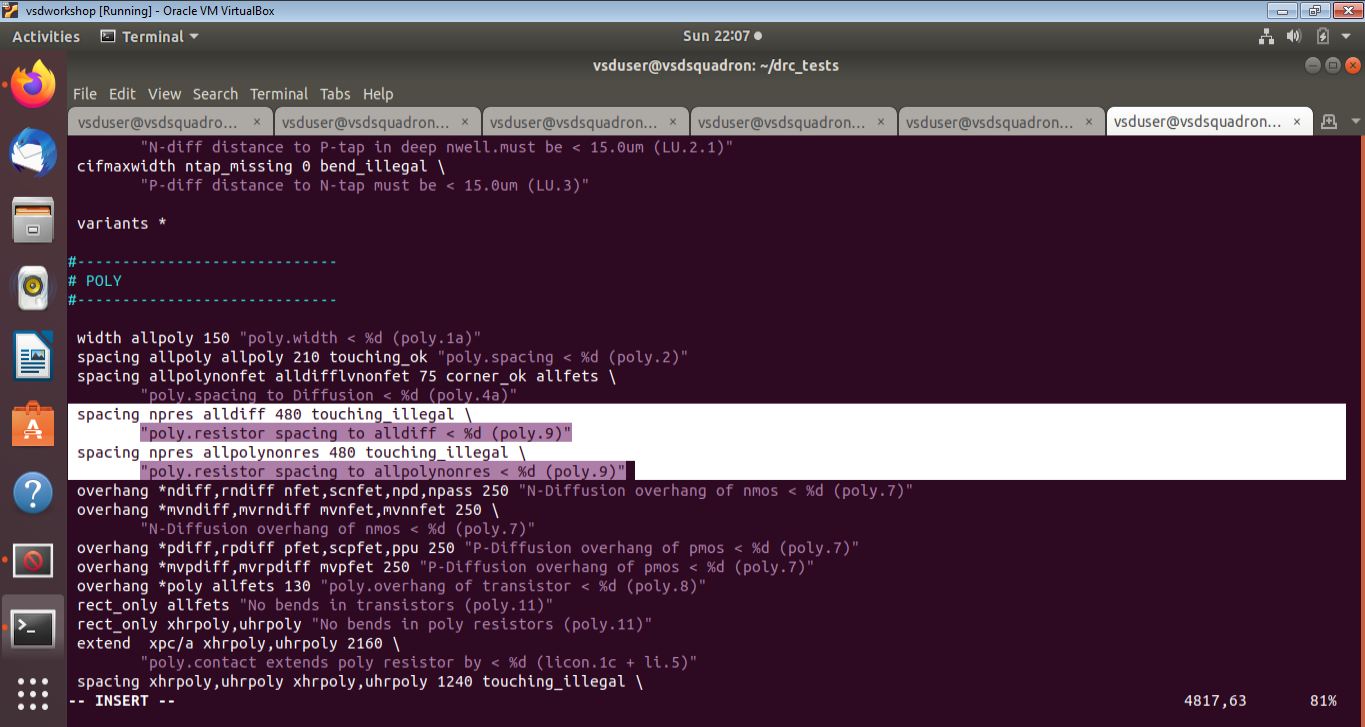 vsdworkshop [Running] - Oracle VM VirtualBox
Activities Terminal Sun 22:07
vsduser@vsdsquadron: ~/drc_tests
File Edit View Search Terminal Tabs Help
vsduser@vsdsquadro... × vsduser@vsdsquadron... × vsduser@vsdsquadron... × vsduser@vsdsquadron... × vsduser@vsdsquadron... × vsduser@vsdsquadron... ×
"N-diff distance to P-tap in deep nwell.must be < 15.0um (LU.2.1)"
cifmaxwidth ntap_missing 0 bend_illegal \
"P-diff distance to N-tap must be < 15.0um (LU.3)"
variants *
#-----------------------------
# POLY
#-----------------------------
width allpoly 150 "poly.width < %d (poly.1a)"
spacing allpoly allpoly 210 touching_ok "poly.spacing < %d (poly.2)"
spacing allpolynonfet alldifflvnonfet 75 corner_ok allfets \
"poly.spacing to Diffusion < %d (poly.4a)"
spacing npres alldiff 480 touching_illegal \
"poly.resistor spacing to alldiff < %d (poly.9)"
spacing npres allpolynonres 480 touching_illegal \
"poly.resistor spacing to allpolynonres < %d (poly.9)"
overhang *ndiff,rndiff nfet,scnfet,npd,npass 250 "N-Diffusion overhang of nmos < %d (poly.7)"
overhang *mvndiff,mvrndiff mvnfet,mvnnfet 250 \
"N-Diffusion overhang of nmos < %d (poly.7)"
overhang *pdiff,rpdiff pfet,scpfet,ppu 250 "P-Diffusion overhang of pmos < %d (poly.7)"
overhang *mvpdiff,mvrpdiff mvpfet 250 "P-Diffusion overhang of pmos < %d (poly.7)"
overhang *poly allfets 130 "poly.overhang of transistor < %d (poly.8)"
rect_only allfets "No bends in transistors (poly.11)"
rect_only xhrpoly,uhrpoly "No bends in poly resistors (poly.11)"
extend xpc/a xhrpoly,uhrpoly 2160 \
"poly.contact extends poly resistor by < %d (licon.1c + li.5)"
spacing xhrpoly,uhrpoly xhrpoly,uhrpoly 1240 touching_illegal \
-- INSERT -- 4817,63 81%